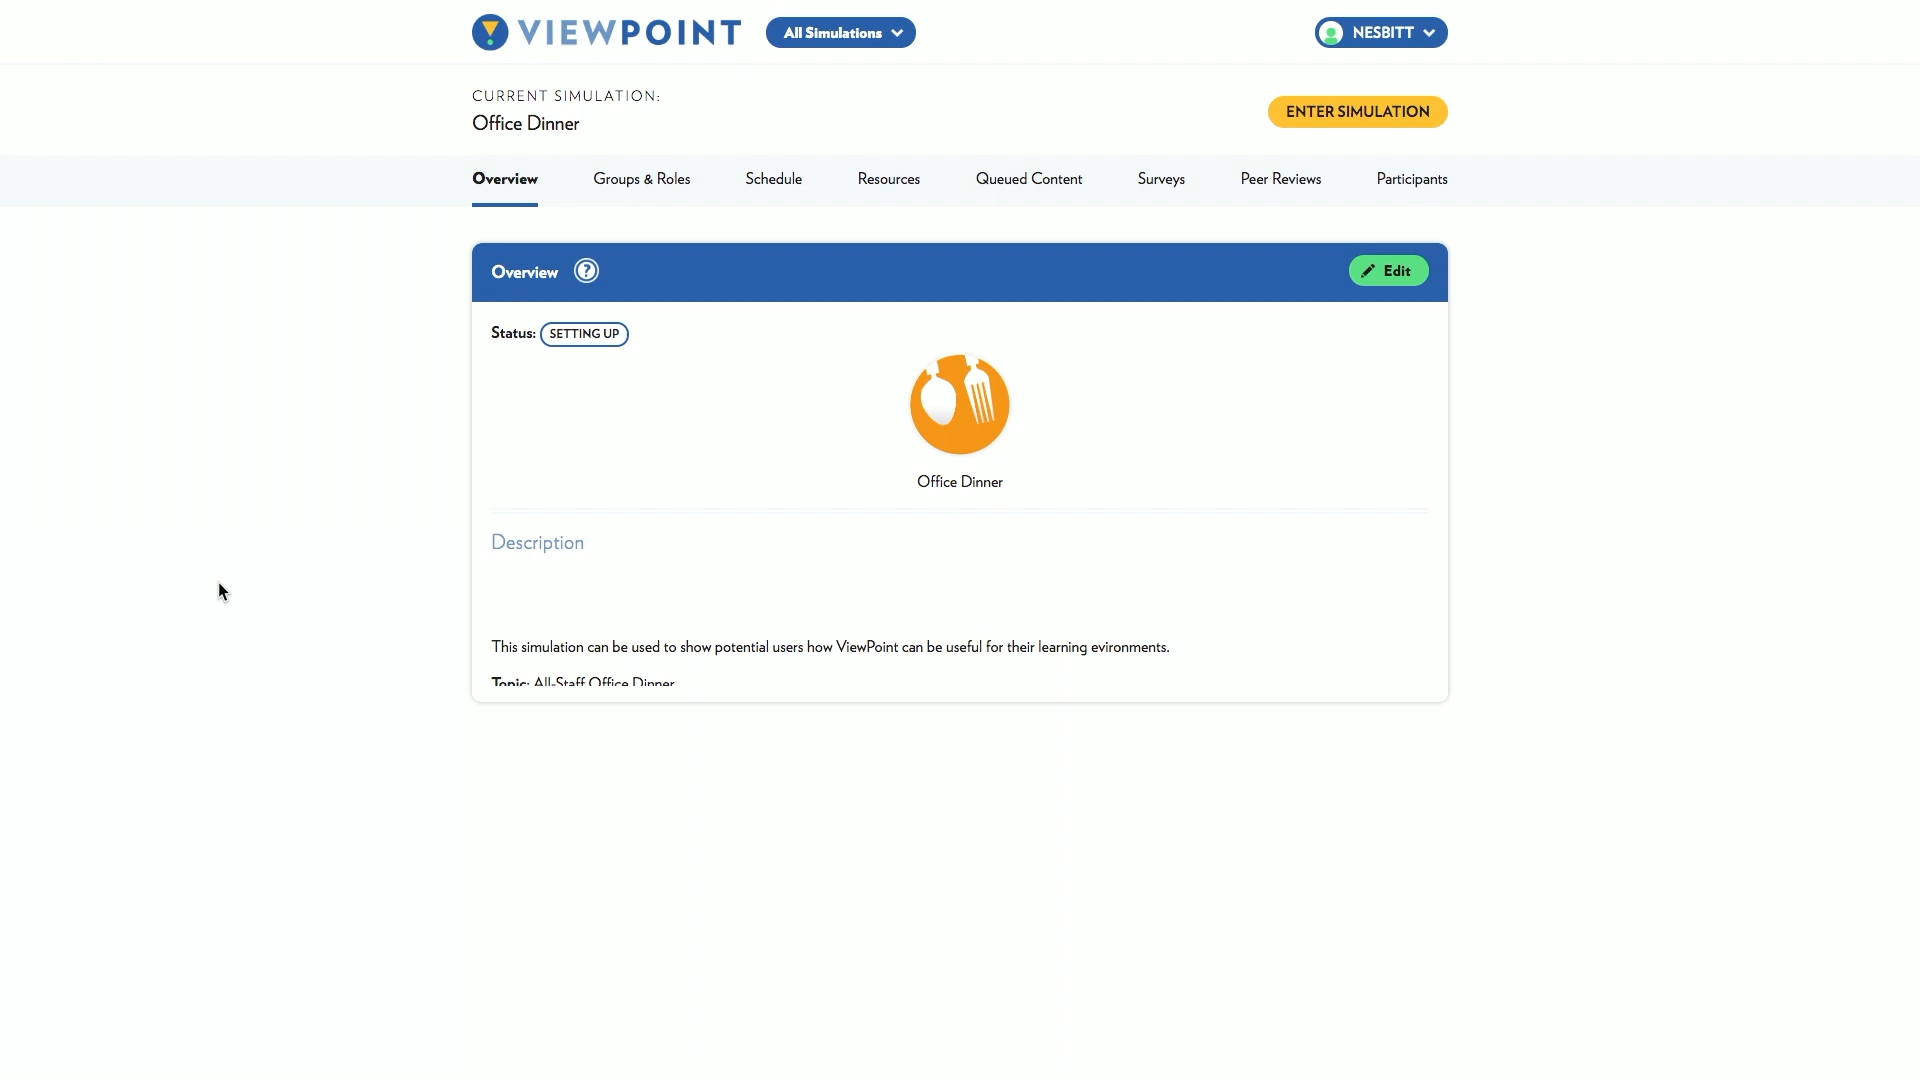 VIEWPOINT All Simulations NESBITT
CURRENT SIMULATION:
Office Dinner
ENTER SIMULATION
Overview Groups & Roles Schedule Resources Queued Content Surveys Peer Reviews Participants
Overview ? Edit
Status: SETTING UP
Office Dinner
Description
This simulation can be used to show potential users how ViewPoint can be useful for their learning evironments.
Topic: All-Staff Office Dinner